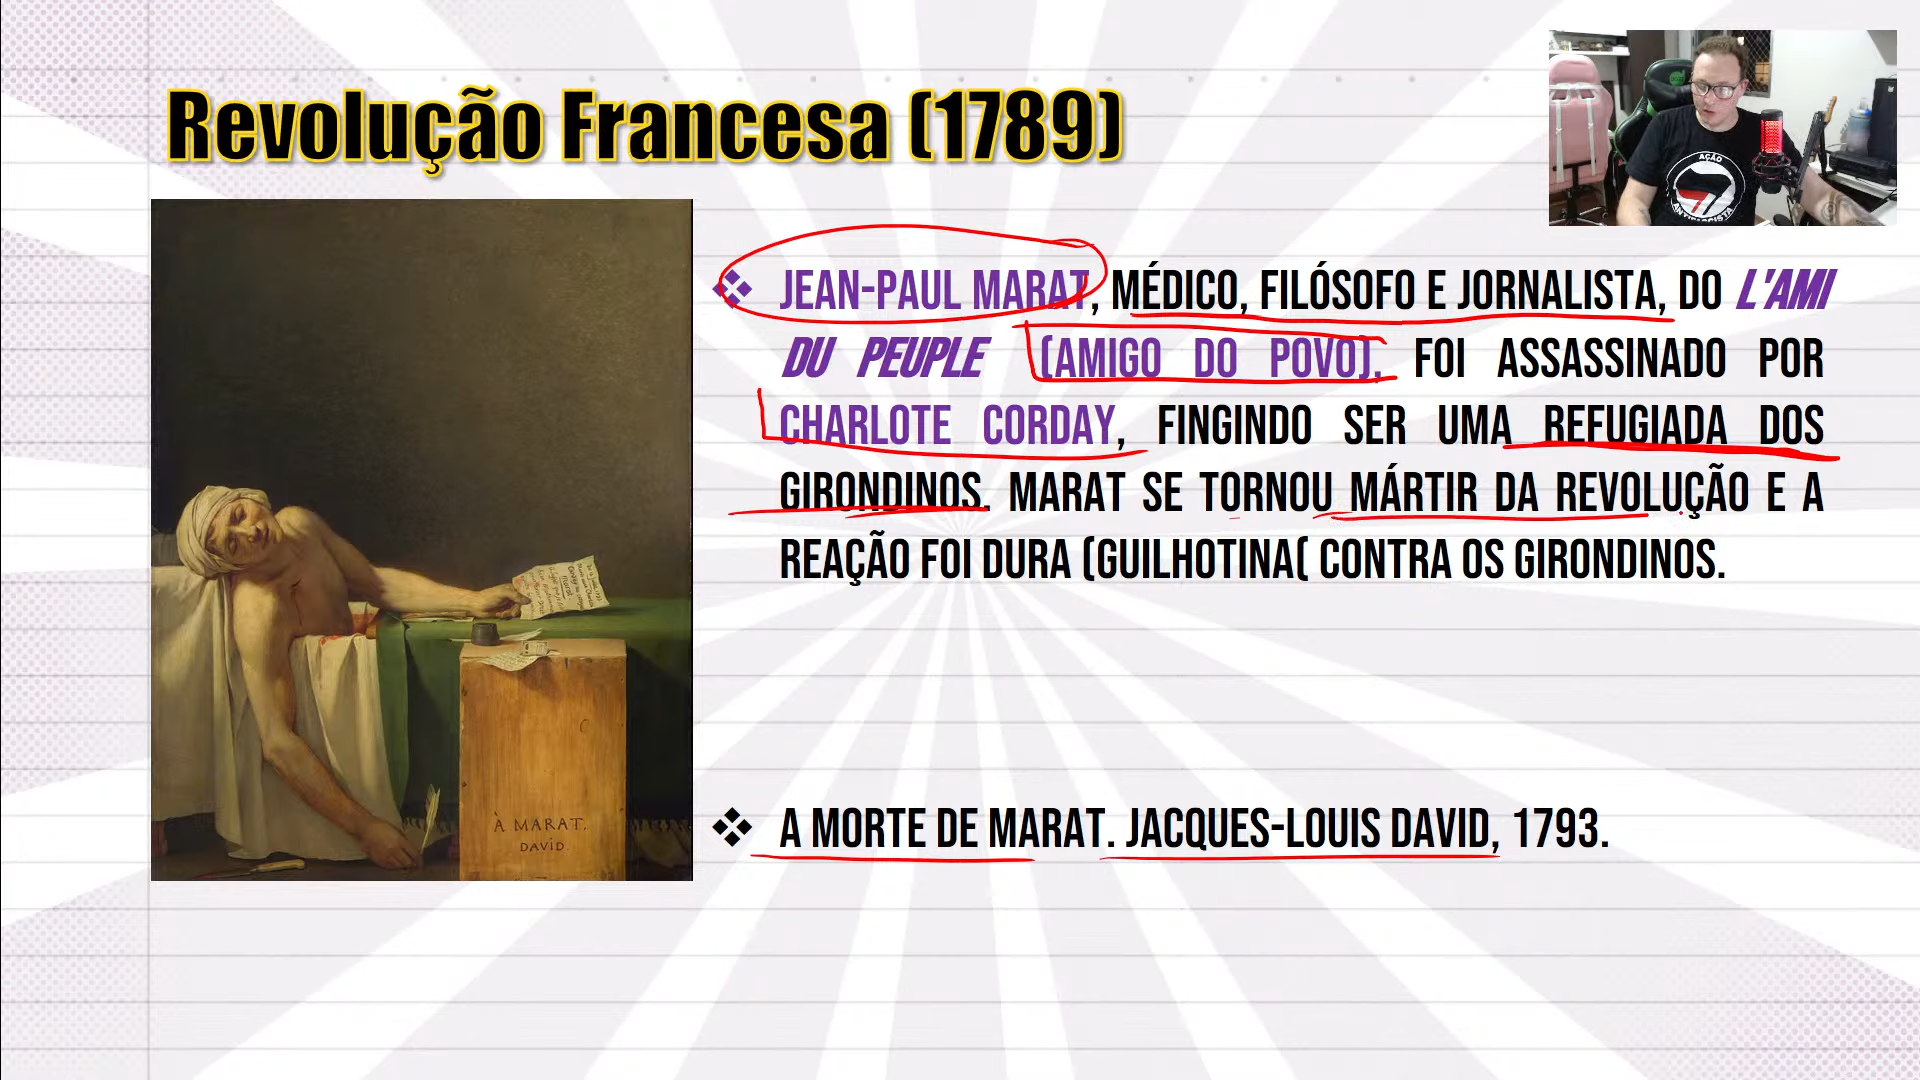 Revolução Francesa (1789)
AÇÃO
ANTIFASCISTA
❖ JEAN-PAUL MARAT, MÉDICO, FILÓSOFO E JORNALISTA, DO L'AMI
DU PEUPLE (AMIGO DO POVO). FOI ASSASSINADO POR
CHARLOTE CORDAY, FINGINDO SER UMA REFUGIADA DOS
GIRONDINOS. MARAT SE TORNOU MÁRTIR DA REVOLUÇÃO E A
REAÇÃO FOI DURA (GUILHOTINA( CONTRA OS GIRONDINOS.
À MARAT.
DAVID
❖ A MORTE DE MARAT. JACQUES-LOUIS DAVID, 1793.